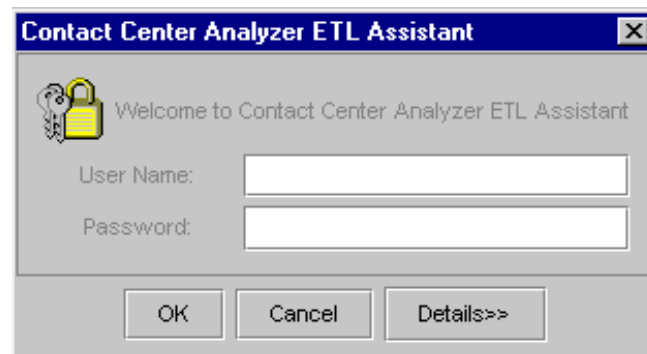 Contact Center Analyzer ETL Assistant
Welcome to Contact Center Analyzer ETL Assistant
User Name:
Password:
OK Cancel Details>>